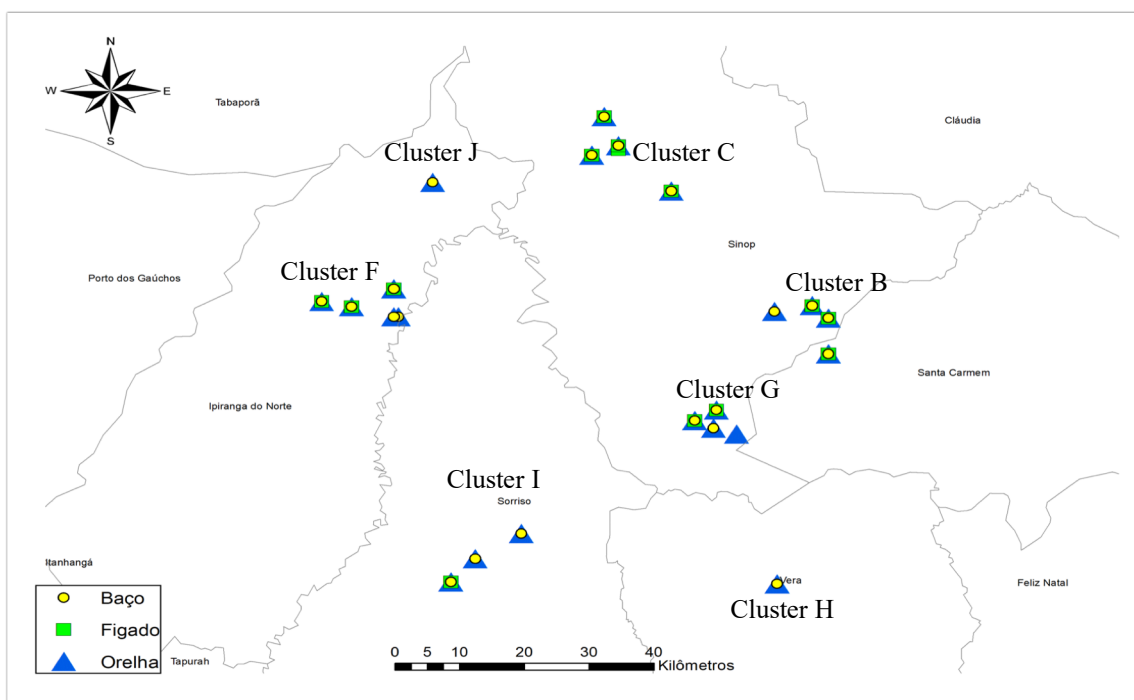 N
W
E
S
Tabaporã
Cláudia
Cluster J
Cluster C
Sinop
Porto dos Gaúchos
Cluster F
Cluster B
Santa Carmem
Cluster G
Ipiranga do Norte
Cluster I
Sorriso
Itanhangá
Vera
Feliz Natal
Cluster H
Baço
Figado
Orelha
Tapurah
0 10 20 30 40
Kilômetros